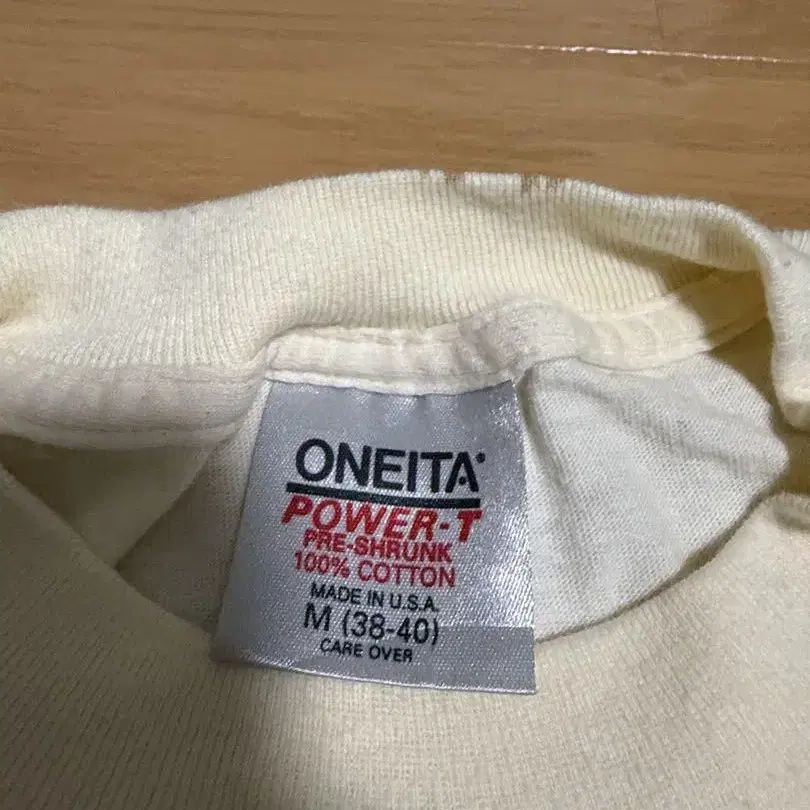 ONEITA®
POWER-T
PRE-SHRUNK
100% COTTON
MADE IN U.S.A.
M (38-40)
CARE OVER